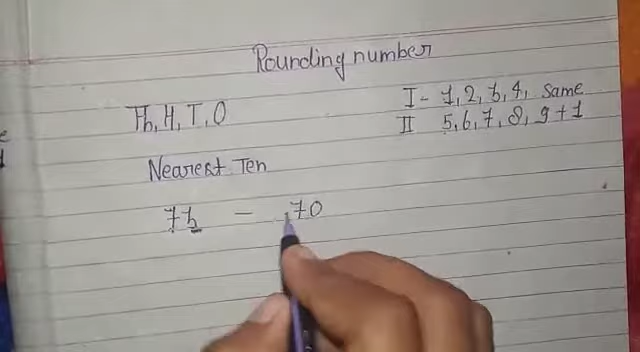 Rounding number
Th, H, T, O
I - 1, 2, 3, 4, same
II 5, 6, 7, 8, 9 + 1
Nearest Ten
73 - 70